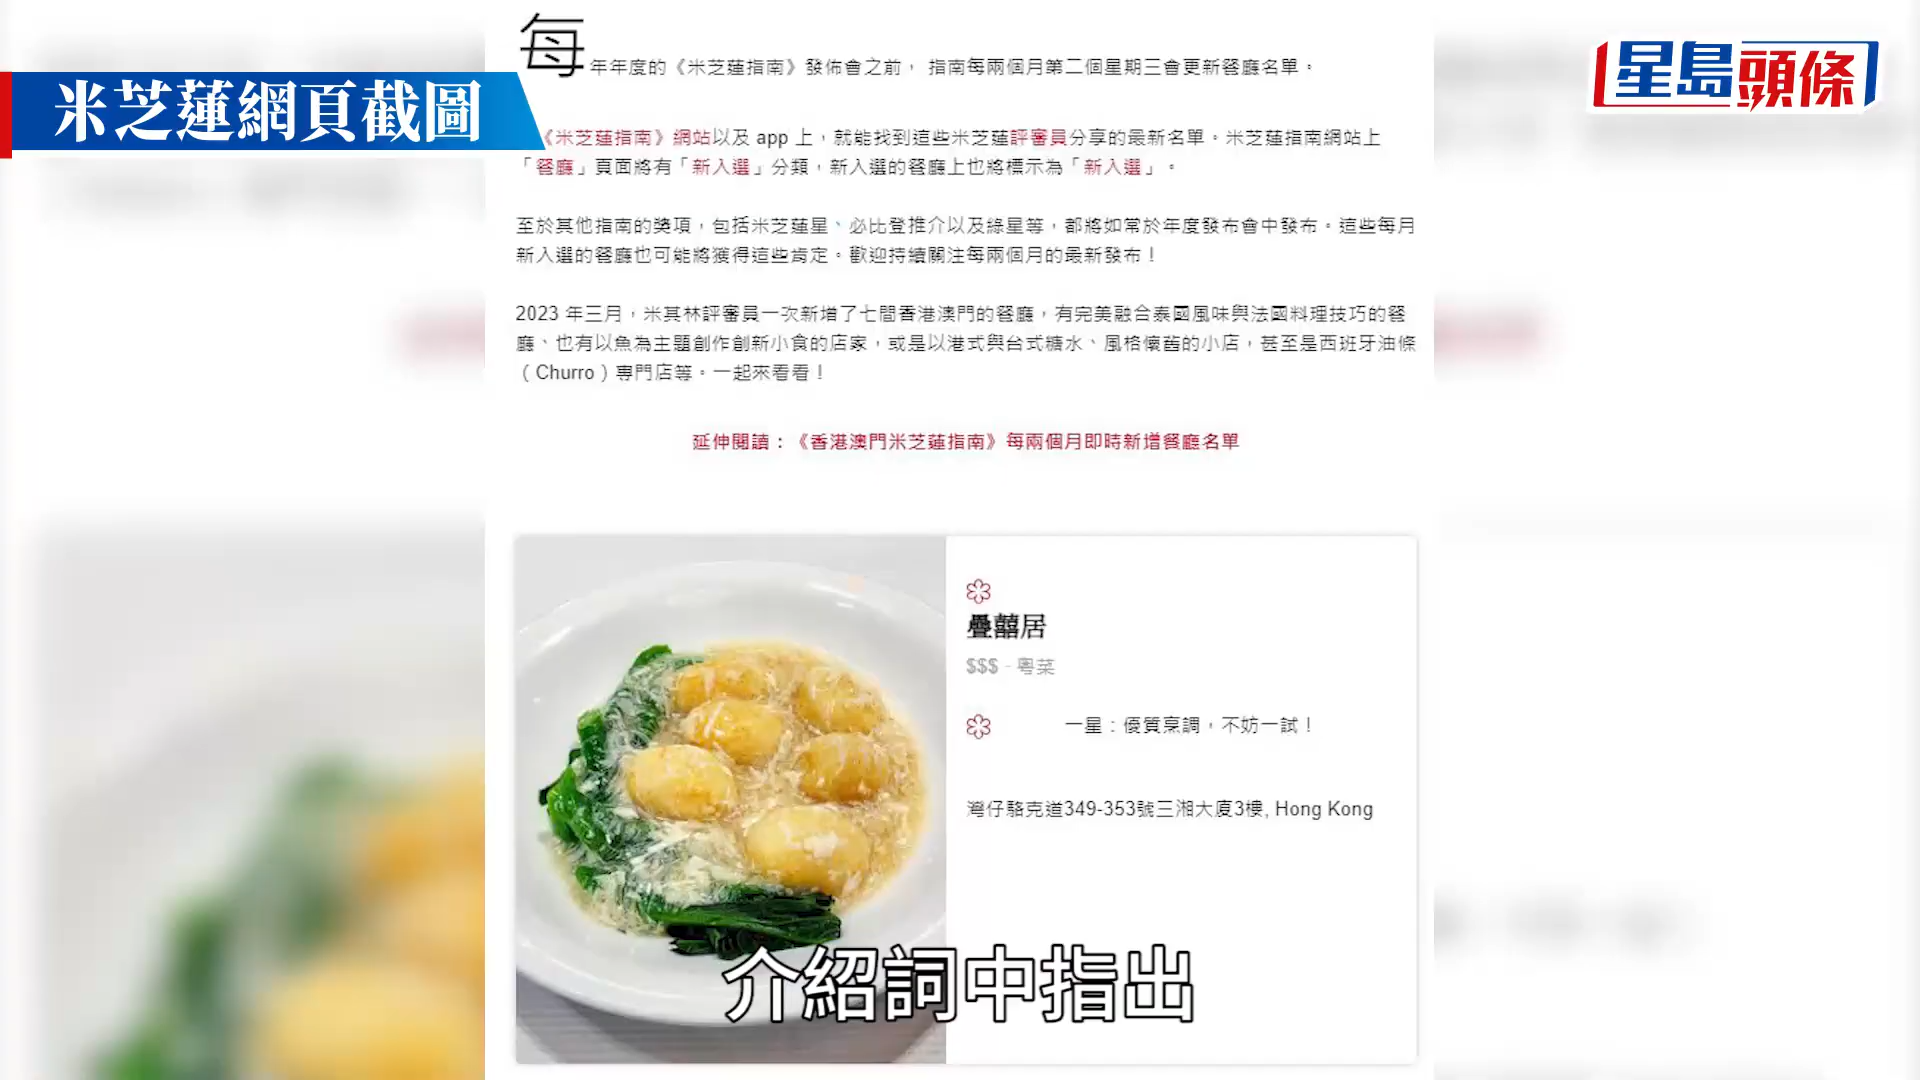 米芝蓮網頁截圖
星島頭條
每
年年度的《米芝蓮指南》發佈會之前， 指南每兩個月第二個星期三會更新餐廳名單。
《米芝蓮指南》網站以及 app 上，就能找到這些米芝蓮評審員分享的最新名單。米芝蓮指南網站上
「餐廳」頁面將有「新入選」分類，新入選的餐廳上也將標示為「新入選」。
至於其他指南的獎項，包括米芝蓮星、必比登推介以及綠星等，都將如常於年度發布會中發布。這些每月
新入選的餐廳也可能將獲得這些肯定。歡迎持續關注每兩個月的最新發布！
2023 年三月，米其林評審員一次新增了七間香港澳門的餐廳，有完美融合泰國風味與法國料理技巧的餐
廳、也有以魚為主題創作創新小食的店家，或是以港式與台式糖水、風格懷舊的小店，甚至是西班牙油條
（Churro）專門店等。一起來看看！
延伸閱讀：《香港澳門米芝蓮指南》每兩個月即時新增餐廳名單
疊囍居
$$$ - 粵菜
一星：優質烹調，不妨一試！
灣仔駱克道349-353號三湘大廈3樓, Hong Kong
介紹詞中指出